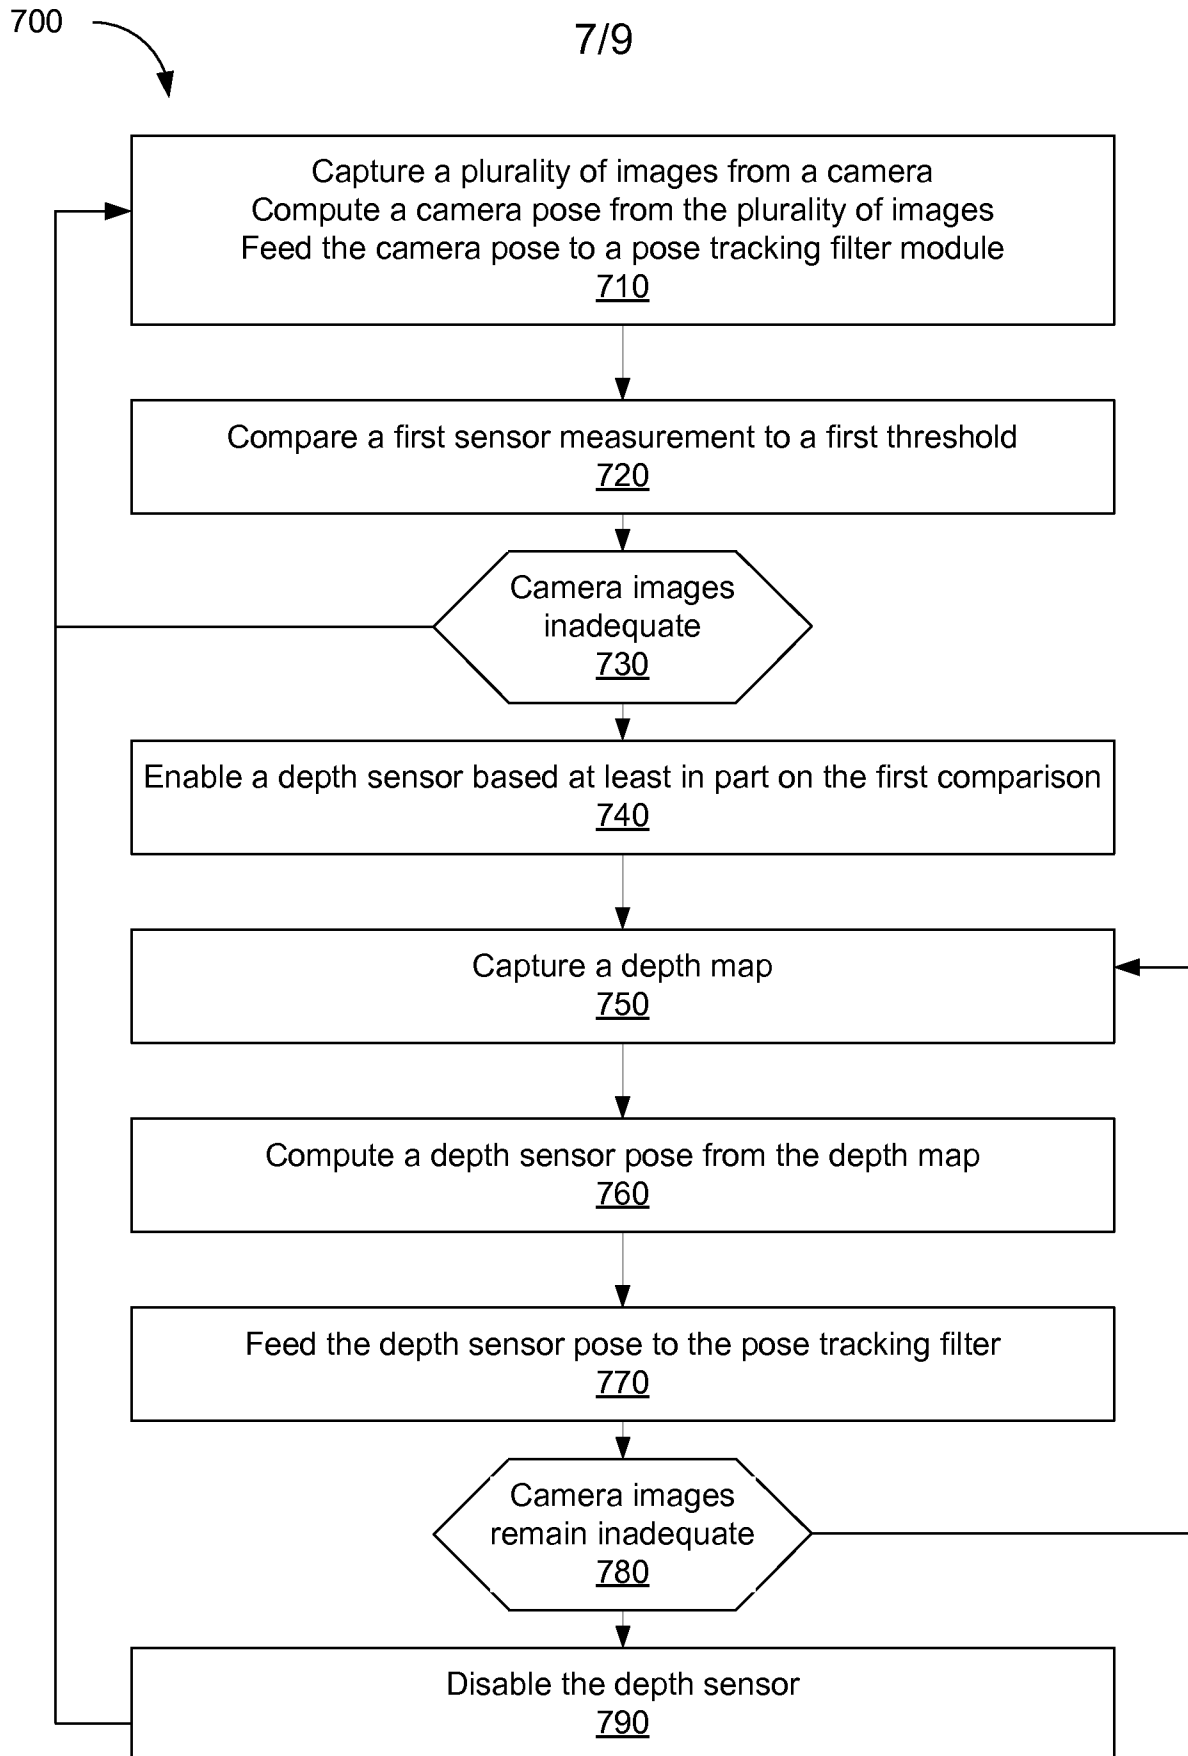 700
7/9
Capture a plurality of images from a camera
Compute a camera pose from the plurality of images
Feed the camera pose to a pose tracking filter module
710
Compare a first sensor measurement to a first threshold
720
Camera images
inadequate
730
Enable a depth sensor based at least in part on the first comparison
740
Capture a depth map
750
Compute a depth sensor pose from the depth map
760
Feed the depth sensor pose to the pose tracking filter
770
Camera images
remain inadequate
780
Disable the depth sensor
790